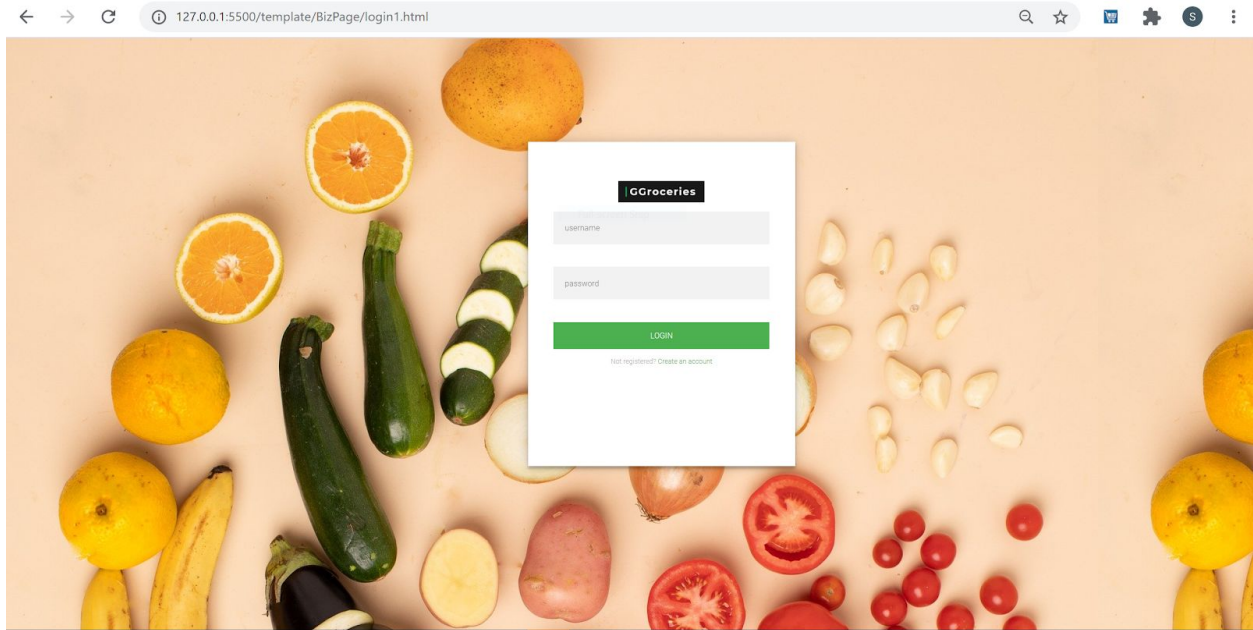 127.0.0.1:5500/template/BizPage/login1.html
S
|GGroceries
username
password
LOGIN
Not registered? Create an account